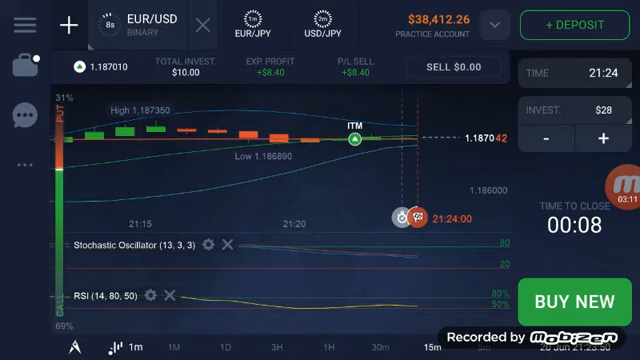 8s
EUR/USD
BINARY
1m
EUR/JPY
2m
USD/JPY
$38,412.26
PRACTICE ACCOUNT
+ DEPOSIT
1.187010
TOTAL INVEST.
$10.00
EXP. PROFIT
+$8.40
P/L SELL
+$8.40
SELL $0.00
TIME
21:24
INVEST.
$28
-
+
31%
PUT
High 1.187350
ITM
1.187042
Low 1.186890
1.186000
21:15
21:20
21:24:00
03:11
TIME TO CLOSE
00:08
Stochastic Oscillator (13, 3, 3)
80
20
RSI (14, 80, 50)
80%
50%
CALL
69%
BUY NEW
1m
1M
1D
3H
1H
30m
15m
Recorded by Mobizen